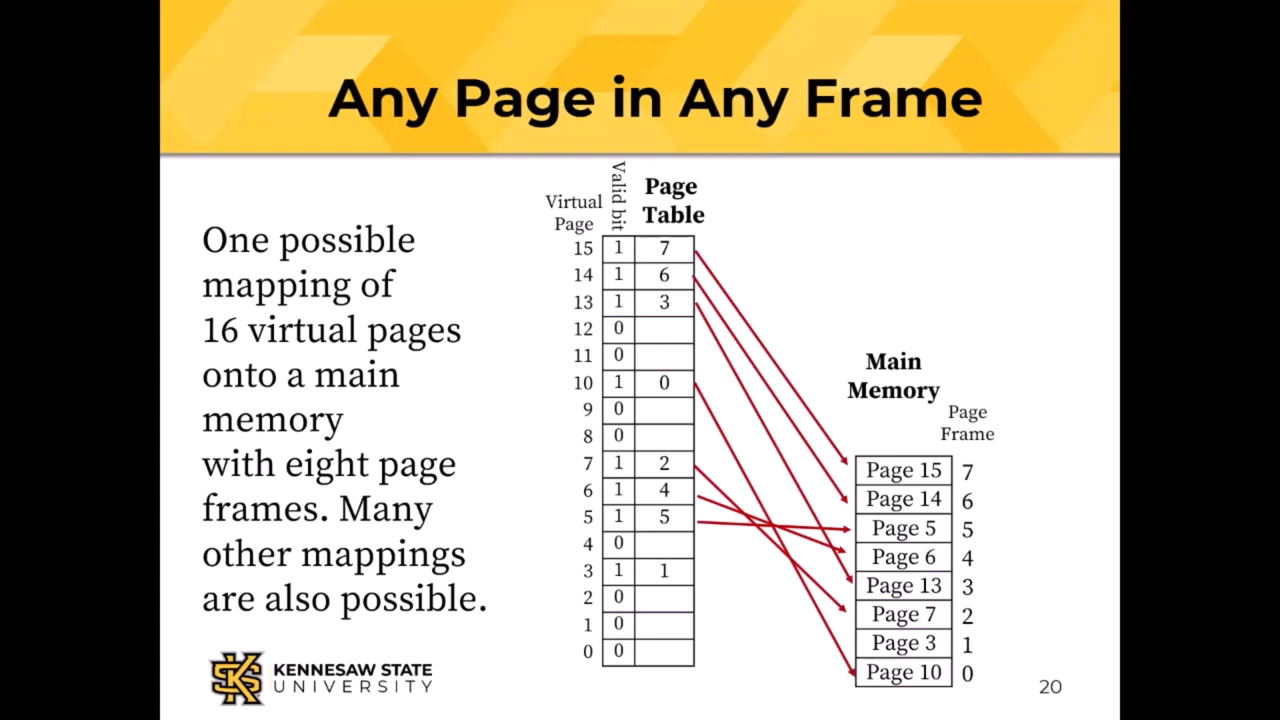 Any Page in Any Frame
One possible
mapping of
16 virtual pages
onto a main
memory
with eight page
frames. Many
other mappings
are also possible.
Virtual
Page
Valid bit
Page
Table
15 1 7
14 1 6
13 1 3
12 0
11 0
10 1 0
9 0
8 0
7 1 2
6 1 4
5 1 5
4 0
3 1 1
2 0
1 0
0 0
Main
Memory
Page
Frame
Page 15 7
Page 14 6
Page 5 5
Page 6 4
Page 13 3
Page 7 2
Page 3 1
Page 10 0
KS
KENNESAW STATE
UNIVERSITY
20